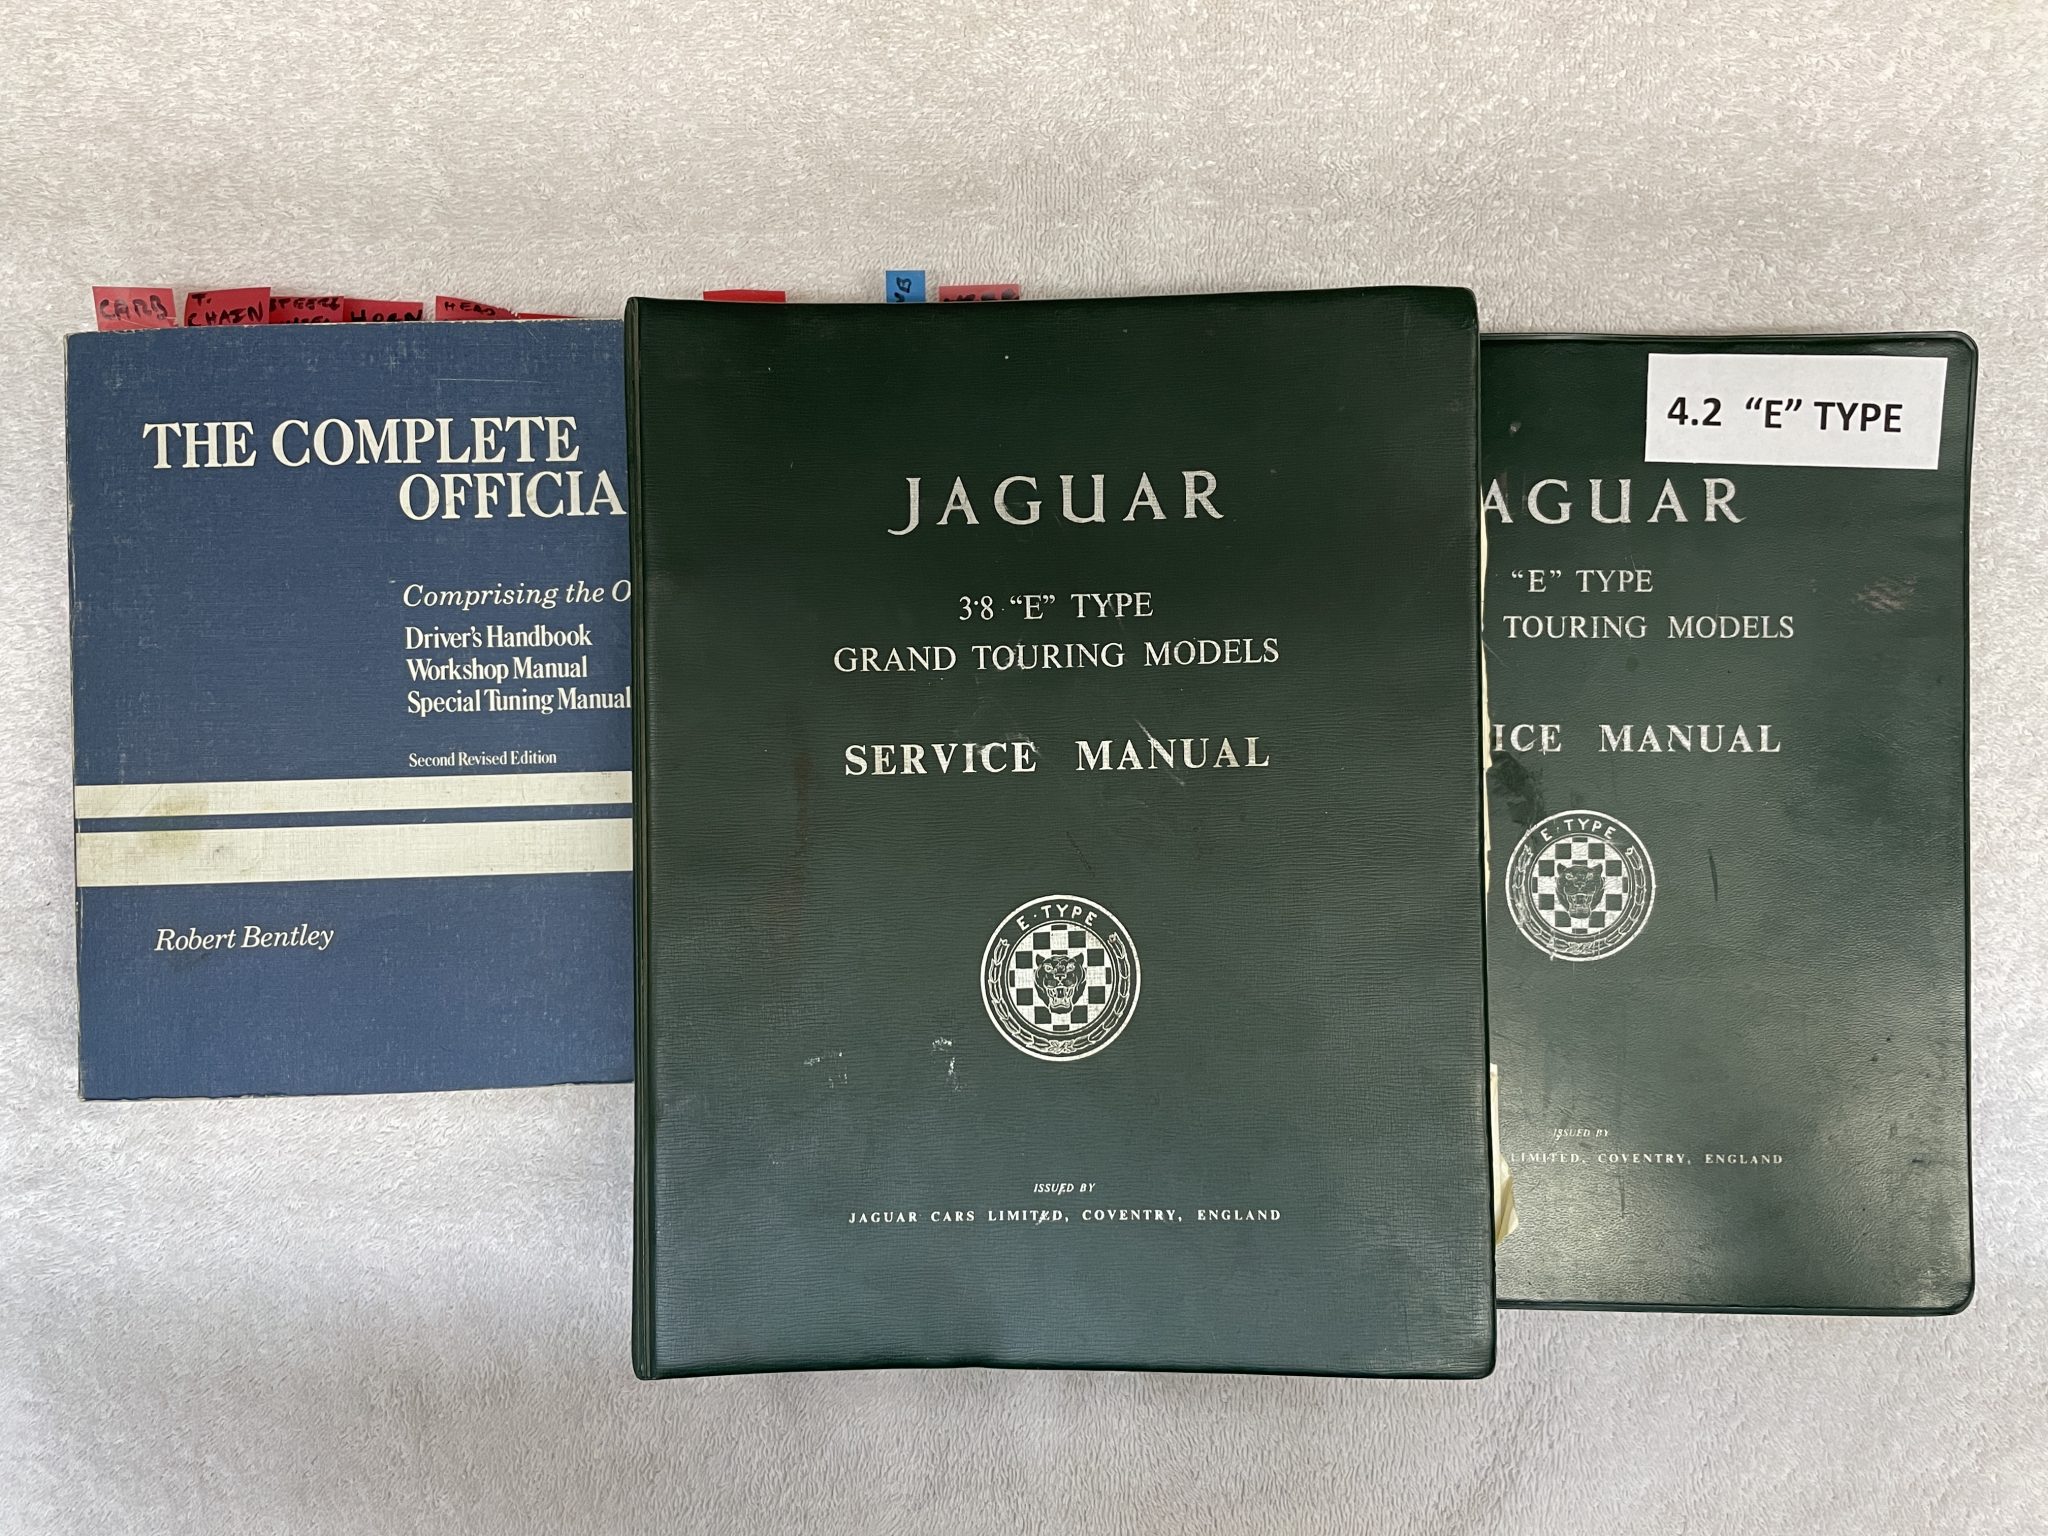 CARB
T.
CHAIN
STEERG
HORN
HEAD
THE COMPLETE
OFFICIA
Comprising the O
Driver's Handbook
Workshop Manual
Special Tuning Manual
Second Revised Edition
Robert Bentley
JAGUAR
3·8 “E” TYPE
GRAND TOURING MODELS
SERVICE MANUAL
E·TYPE
ISSUED BY
JAGUAR CARS LIMITED, COVENTRY, ENGLAND
4.2 “E” TYPE
AGUAR
“E” TYPE
TOURING MODELS
ICE MANUAL
E·TYPE
ISSUED BY
LIMITED, COVENTRY, ENGLAND